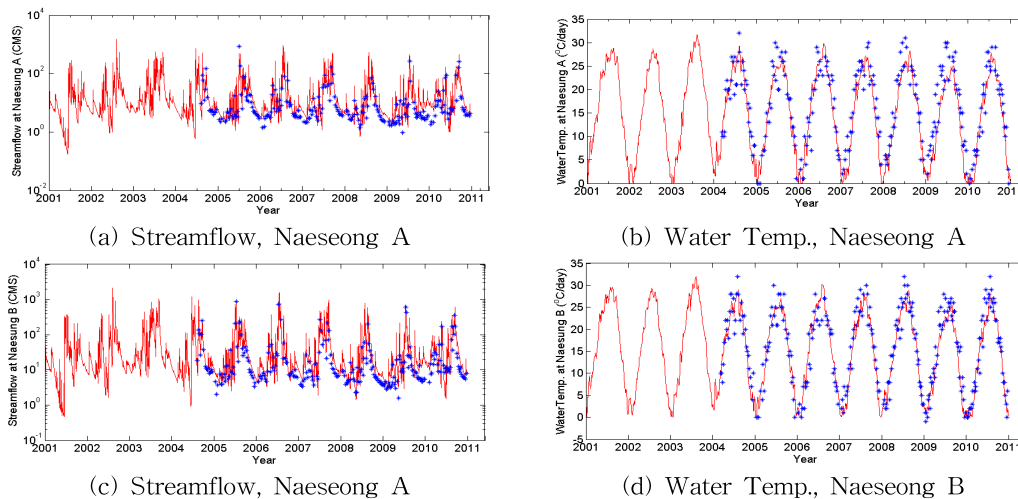 10^4
10^2
10^0
10^-2
Streamflow at Naesung A (CMS)
2001 2002 2003 2004 2005 2006 2007 2008 2009 2010 2011
Year
(a) Streamflow, Naeseong A
35
30
25
20
15
10
5
0
WaterTemp. at Naesung A (°C/day)
2001 2002 2003 2004 2005 2006 2007 2008 2009 2010 2011
Year
(b) Water Temp., Naeseong A
10^4
10^3
10^2
10^1
10^0
10^-1
Streamflow at Naesung B (CMS)
2001 2002 2003 2004 2005 2006 2007 2008 2009 2010 2011
Year
(c) Streamflow, Naeseong A
35
30
25
20
15
10
5
0
-5
WaterTemp. at Naesung B (°C/day)
2001 2002 2003 2004 2005 2006 2007 2008 2009 2010 2011
Year
(d) Water Temp., Naeseong B